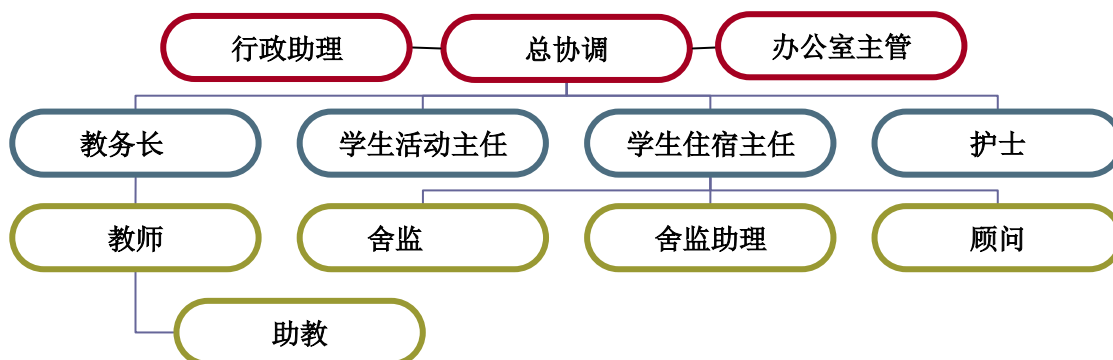 行政助理
总协调
办公室主管
教务长
学生活动主任
学生住宿主任
护士
教师
舍监
舍监助理
顾问
助教